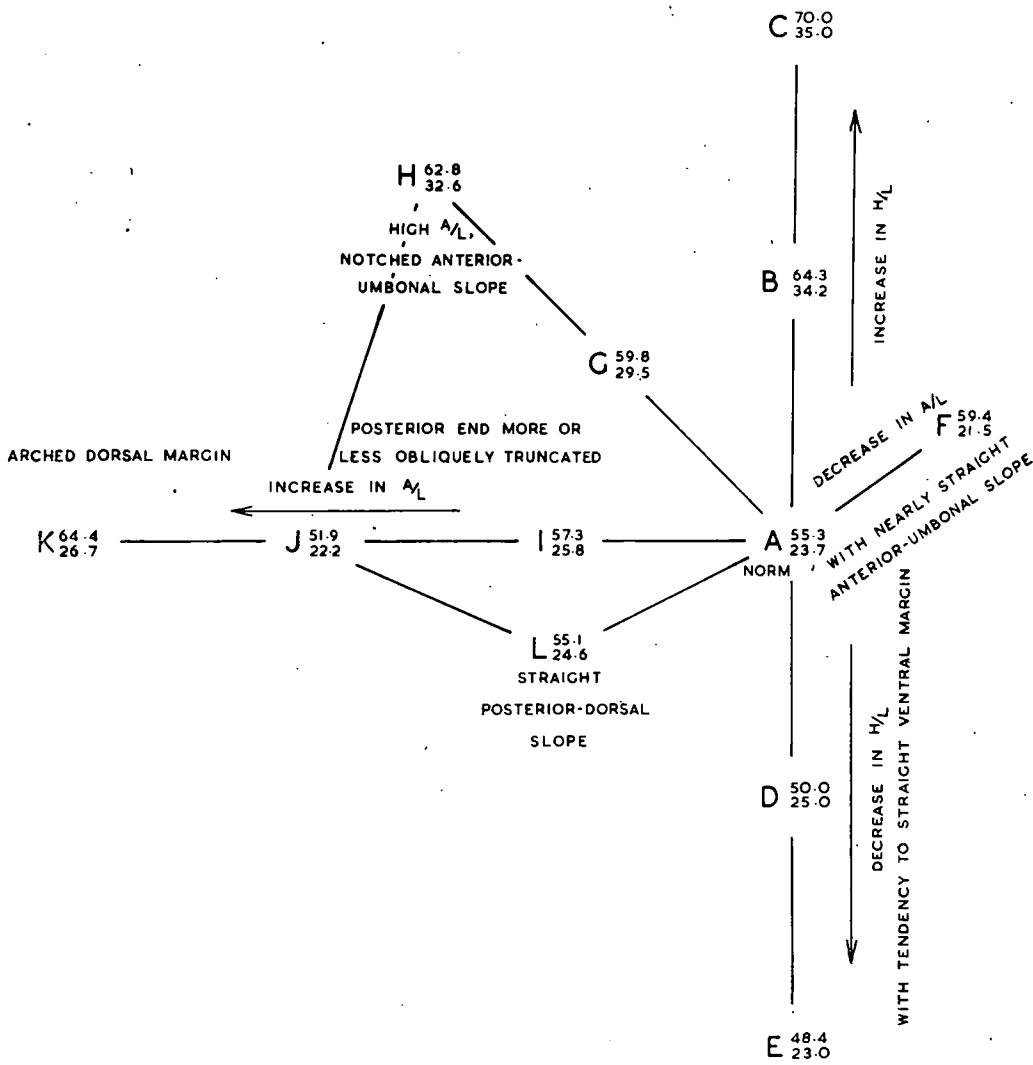 C 70.0
35.0
INCREASE IN H/L
H 62.8
32.6
HIGH A/L,
NOTCHED ANTERIOR-
UMBONAL SLOPE
B 64.3
34.2
G 59.8
29.5
DECREASE IN A/L
F 59.4
21.5
WITH NEARLY STRAIGHT
ANTERIOR-UMBONAL SLOPE
POSTERIOR END MORE OR
LESS OBLIQUELY TRUNCATED
ARCHED DORSAL MARGIN
INCREASE IN A/L
K 64.4
26.7
J 51.9
22.2
I 57.3
25.8
A 55.3
23.7
NORM
L 55.1
24.6
STRAIGHT
POSTERIOR-DORSAL
SLOPE
D 50.0
25.0
DECREASE IN H/L
WITH TENDENCY TO STRAIGHT VENTRAL MARGIN
E 48.4
23.0